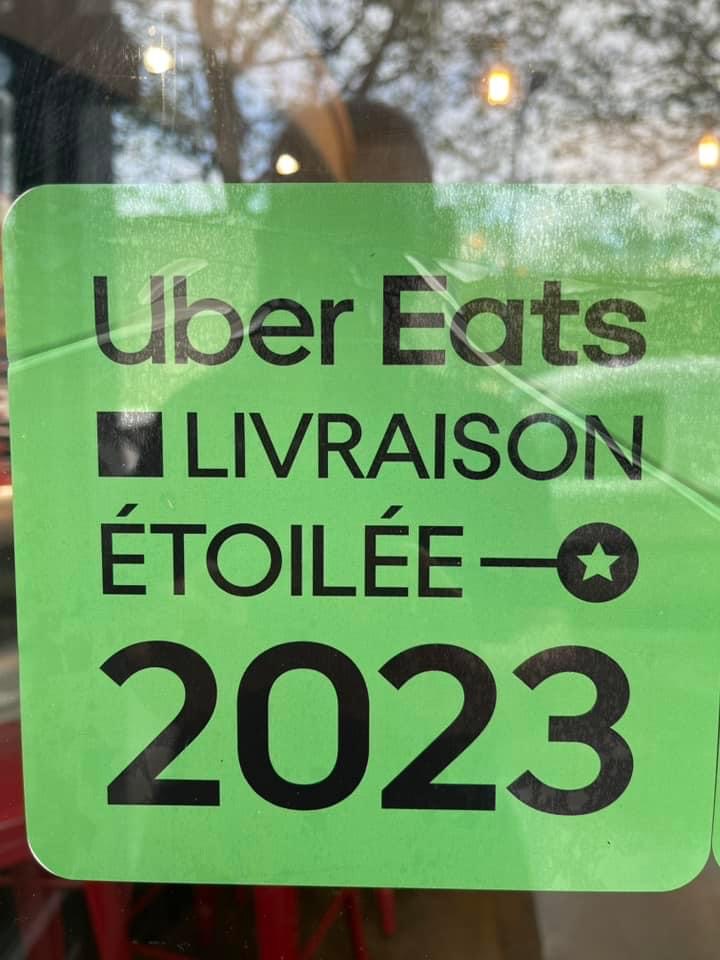 Uber Eats
LIVRAISON
ÉTOILÉE
2023